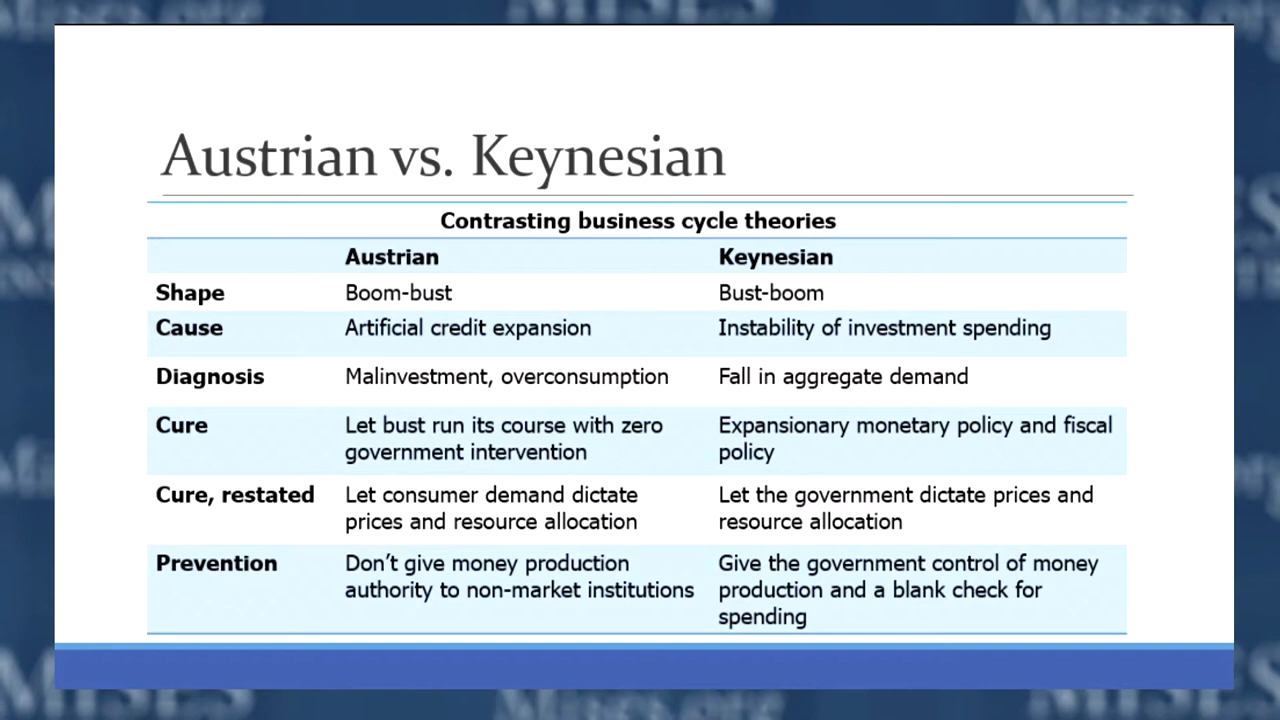 Austrian vs. Keynesian
Contrasting business cycle theories
Austrian Keynesian
Shape Boom-bust Bust-boom
Cause Artificial credit expansion Instability of investment spending
Diagnosis Malinvestment, overconsumption Fall in aggregate demand
Cure Let bust run its course with zero Expansionary monetary policy and fiscal
government intervention policy
Cure, restated Let consumer demand dictate Let the government dictate prices and
prices and resource allocation resource allocation
Prevention Don’t give money production Give the government control of money
authority to non-market institutions production and a blank check for
spending
Mises.org